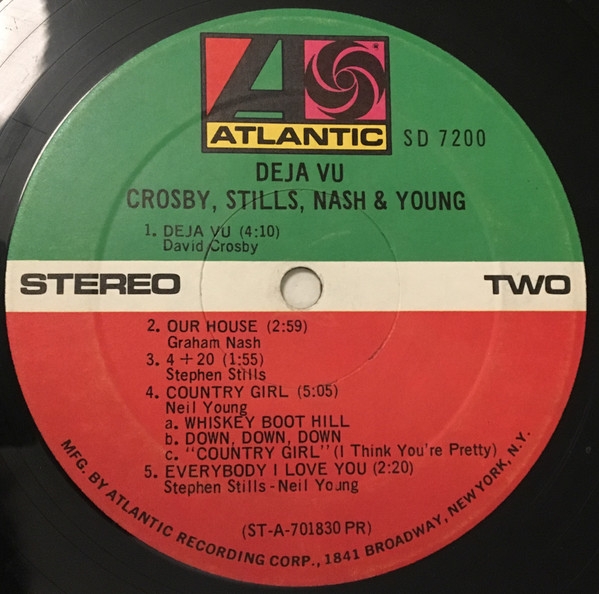 ATLANTIC SD 7200
DEJA VU
CROSBY, STILLS, NASH & YOUNG
1. DEJA VU (4:10)
David Crosby
STEREO TWO
2. OUR HOUSE (2:59)
Graham Nash
3. 4 + 20 (1:55)
Stephen Stills
4. COUNTRY GIRL (5:05)
Neil Young
a. WHISKEY BOOT HILL
b. DOWN, DOWN, DOWN
c. "COUNTRY GIRL" (I Think You're Pretty)
5. EVERYBODY I LOVE YOU (2:20)
Stephen Stills - Neil Young
(ST-A-701830 PR)
MFG. BY ATLANTIC RECORDING CORP., 1841 BROADWAY, NEW YORK, N.Y.